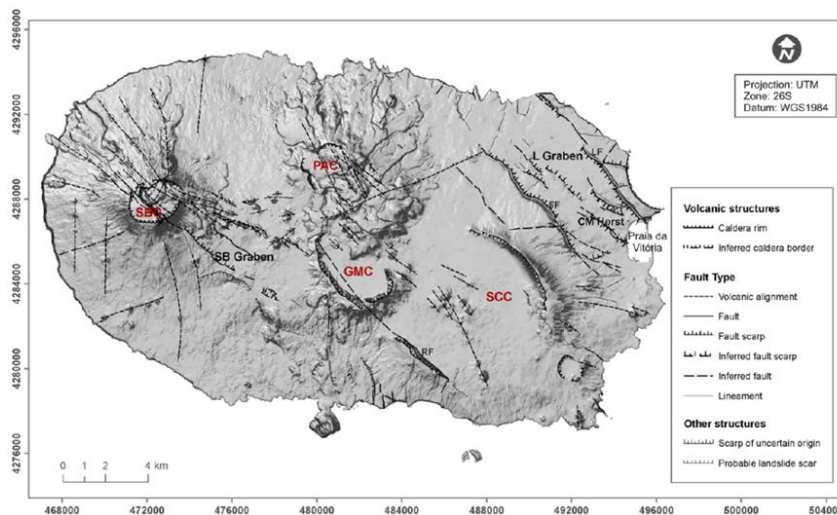 4296000
4292000
4288000
4284000
4280000
4276000
Projection: UTM
Zone: 26S
Datum: WGS1984
PAC
L Graben
LF
FF
SBC
CM Horst
Praia da
Vitória
SB Graben
GMC
SCC
RF
Volcanic structures
Caldera rim
Inferred caldera border
Fault Type
Volcanic alignment
Fault
Fault scarp
Inferred fault scarp
Inferred fault
Lineament
Other structures
Scarp of uncertain origin
Probable landslide scar
0 1 2 4 km
468000 472000 476000 480000 484000 488000 492000 496000 500000 50400